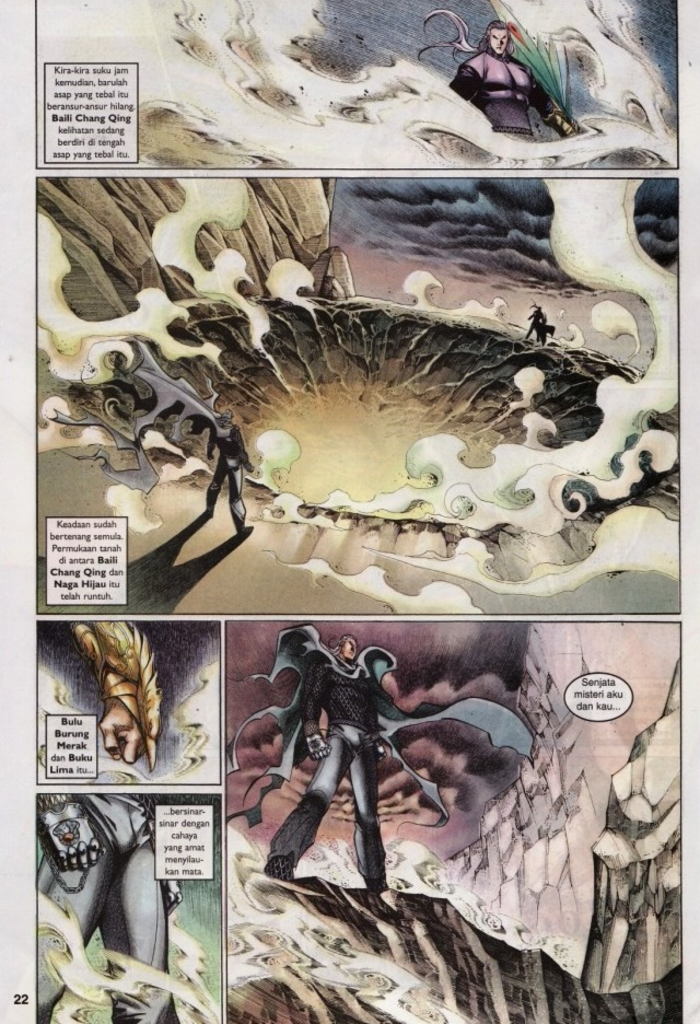 Kira-kira suku jam
kemudian, barulah
asap yang tebal itu
beransur-ansur hilang.
Baili Chang Qing
kelihatan sedang
berdiri di tengah
asap yang tebal itu.
Keadaan sudah
bertenang semula.
Permukaan tanah
di antara Baili
Chang Qing dan
Naga Hijau itu
telah runtuh.
Bulu
Burung
Merak
dan Buku
Lima itu...
...bersinar-
sinar dengan
cahaya
yang amat
menyilau-
kan mata.
Senjata
misteri aku
dan kau...
22